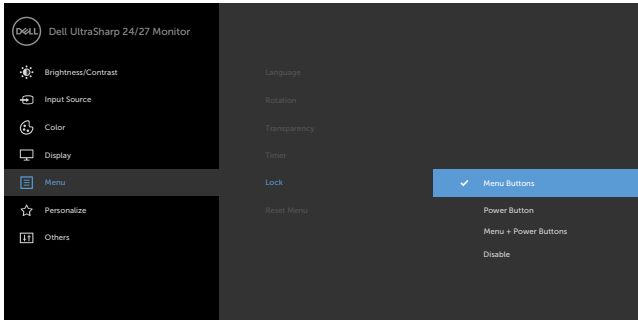 DELL
Dell UltraSharp 24/27 Monitor
Brightness/Contrast
Input Source
Color
Display
Menu
Personalize
Others
Language
Rotation
Transparency
Timer
Lock
Reset Menu
Menu Buttons
Power Button
Menu + Power Buttons
Disable